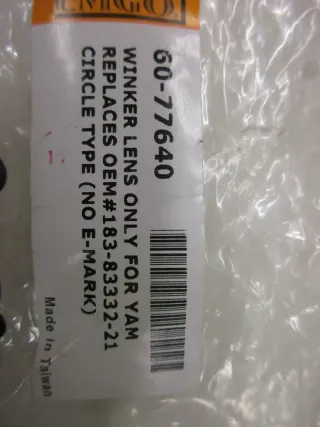 EMGO
60-77640
WINKER LENS ONLY FOR YAM
REPLACES OEM#183-83332-21
CIRCLE TYPE (NO E-MARK)
Made In Taiwan